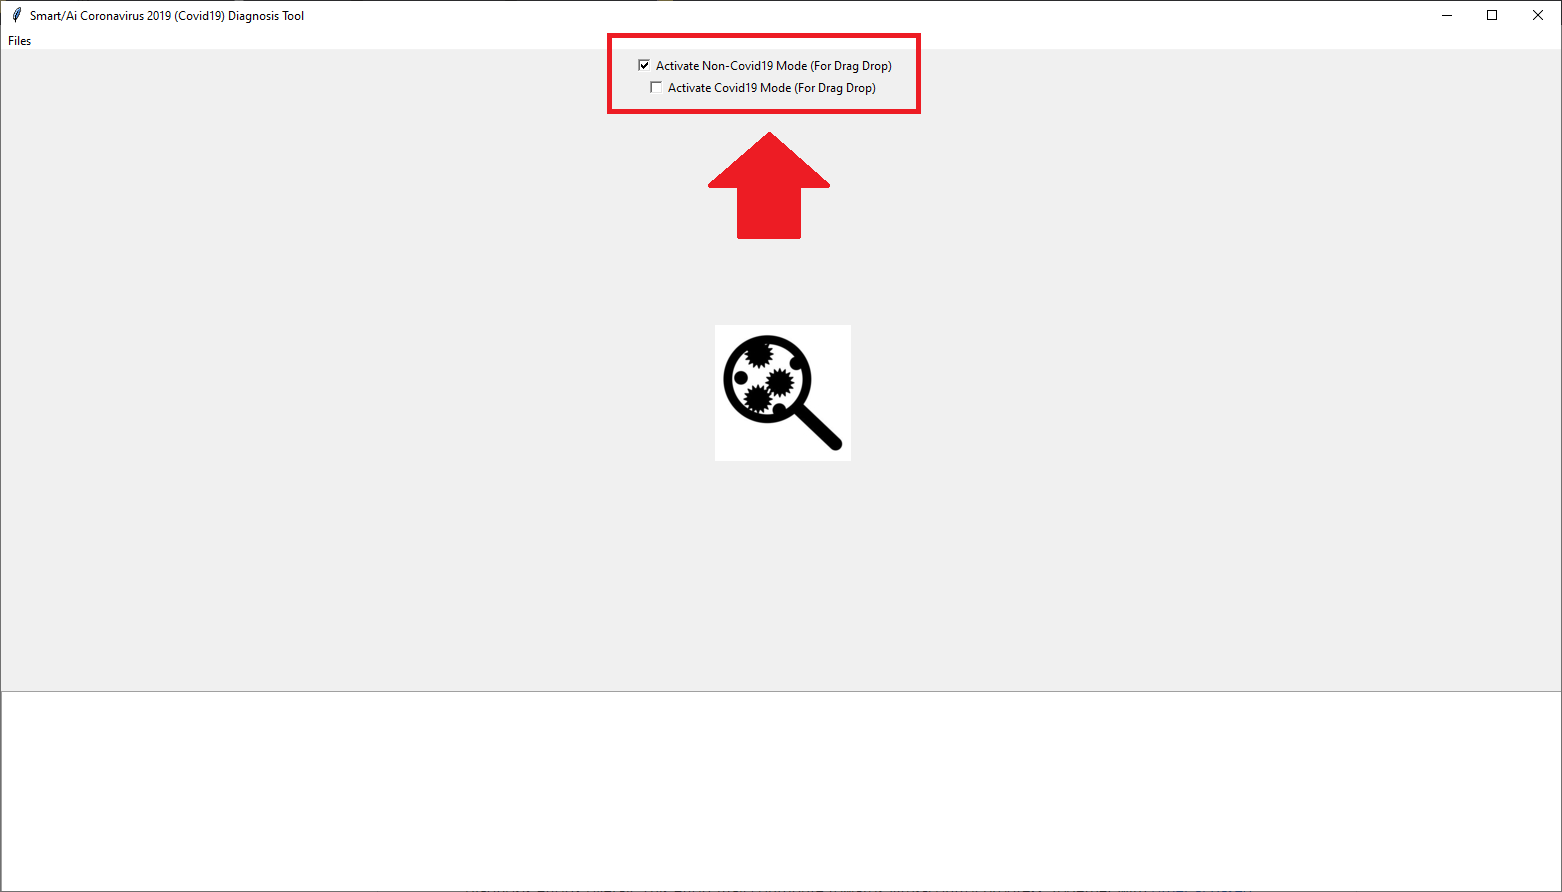 Smart/Ai Coronavirus 2019 (Covid19) Diagnosis Tool
Files
Activate Non-Covid19 Mode (For Drag Drop)
Activate Covid19 Mode (For Drag Drop)